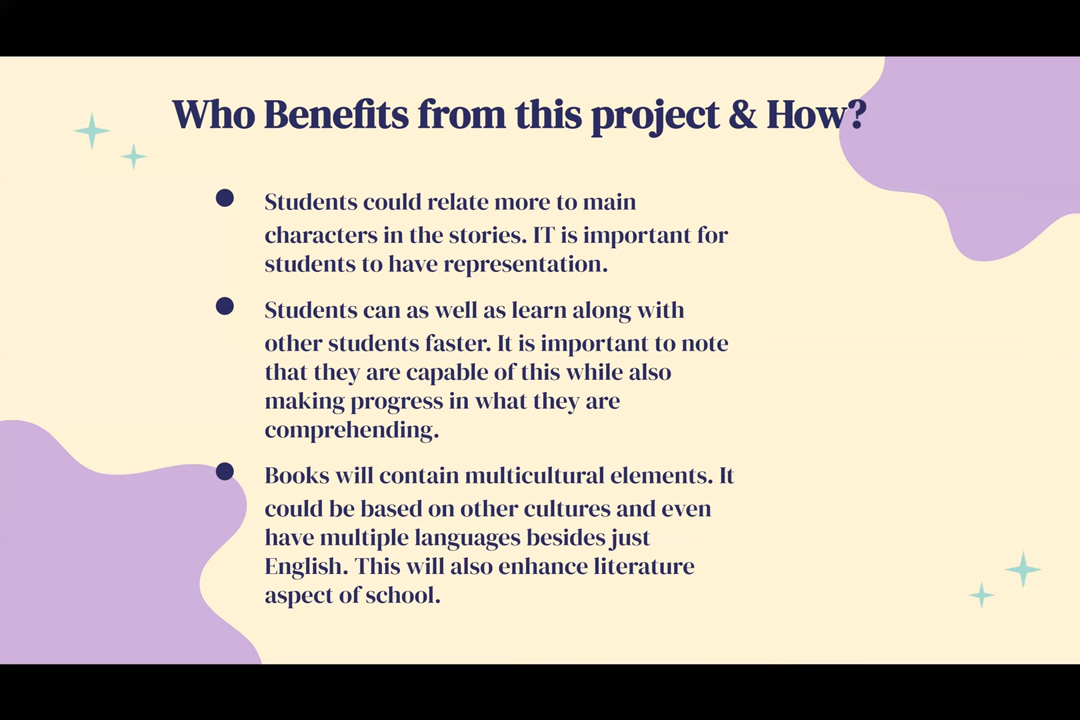 Who Benefits from this project & How?
Students could relate more to main
characters in the stories. IT is important for
students to have representation.
Students can as well as learn along with
other students faster. It is important to note
that they are capable of this while also
making progress in what they are
comprehending.
Books will contain multicultural elements. It
could be based on other cultures and even
have multiple languages besides just
English. This will also enhance literature
aspect of school.